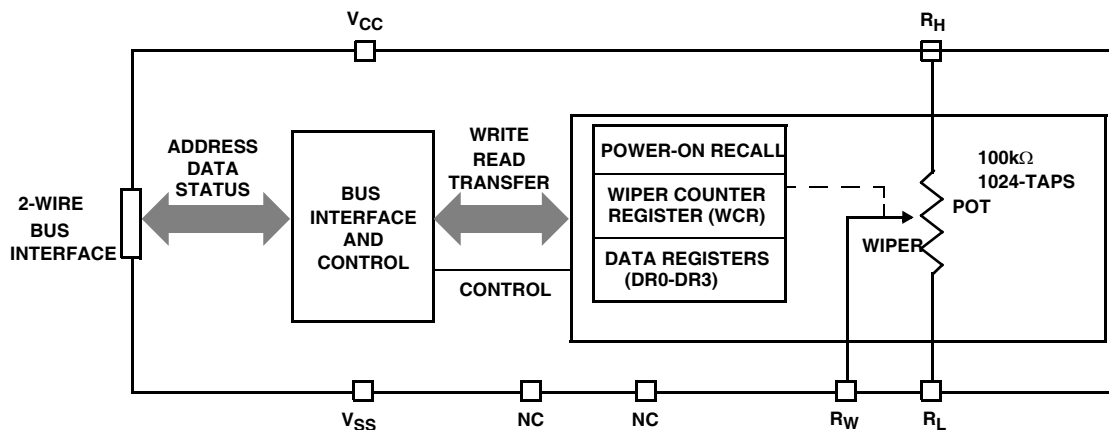 VCC
RH
ADDRESS
DATA
STATUS
2-WIRE
BUS
INTERFACE
BUS
INTERFACE
AND
CONTROL
WRITE
READ
TRANSFER
CONTROL
POWER-ON RECALL
WIPER COUNTER
REGISTER (WCR)
DATA REGISTERS
(DR0-DR3)
100kΩ
1024-TAPS
POT
WIPER
VSS
NC
NC
RW
RL